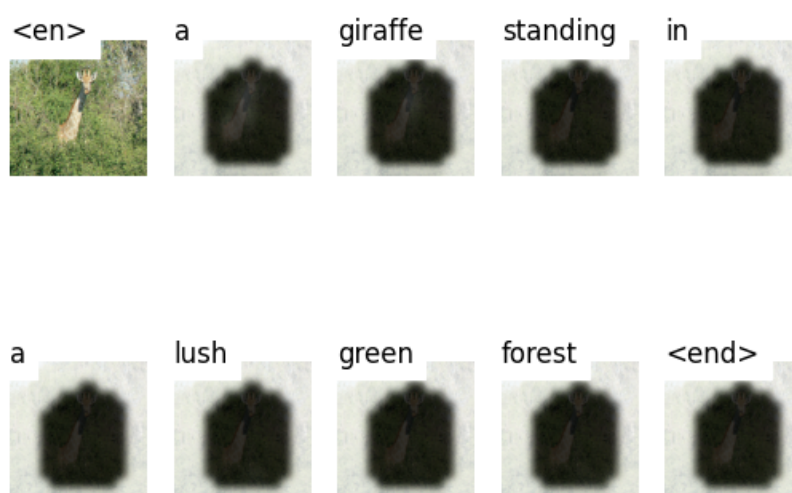 <en> a giraffe standing in
a lush green forest <end>